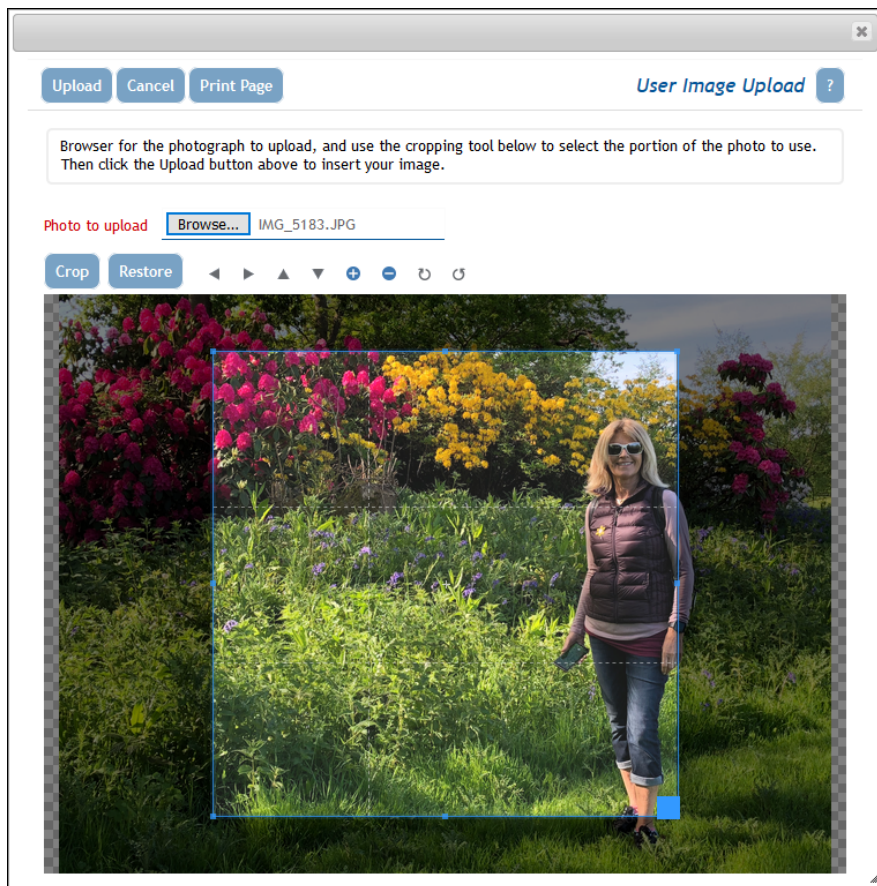 Upload Cancel Print Page User Image Upload ?
Browser for the photograph to upload, and use the cropping tool below to select the portion of the photo to use.
Then click the Upload button above to insert your image.
Photo to upload Browse... IMG_5183.JPG
Crop Restore